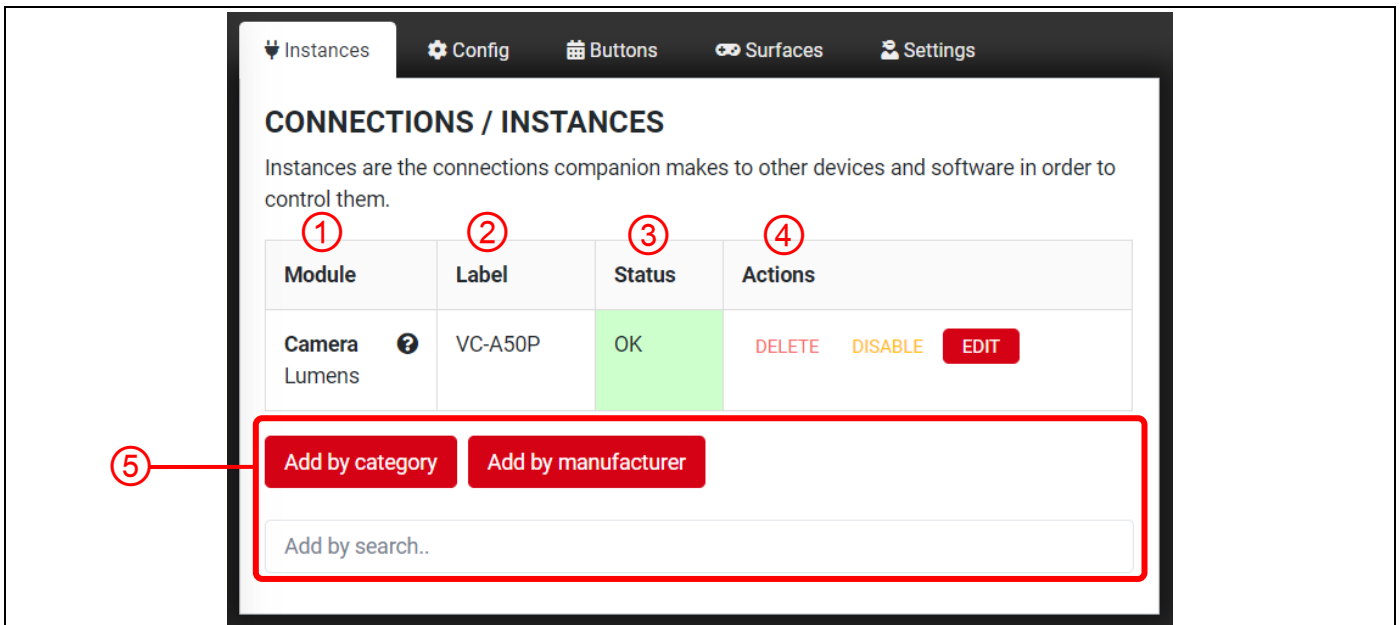 Instances Config Buttons Surfaces Settings
CONNECTIONS / INSTANCES
Instances are the connections companion makes to other devices and software in order to
control them.
① ② ③ ④
Module Label Status Actions
Camera VC-A50P OK DELETE DISABLE EDIT
Lumens
⑤
Add by category Add by manufacturer
Add by search..